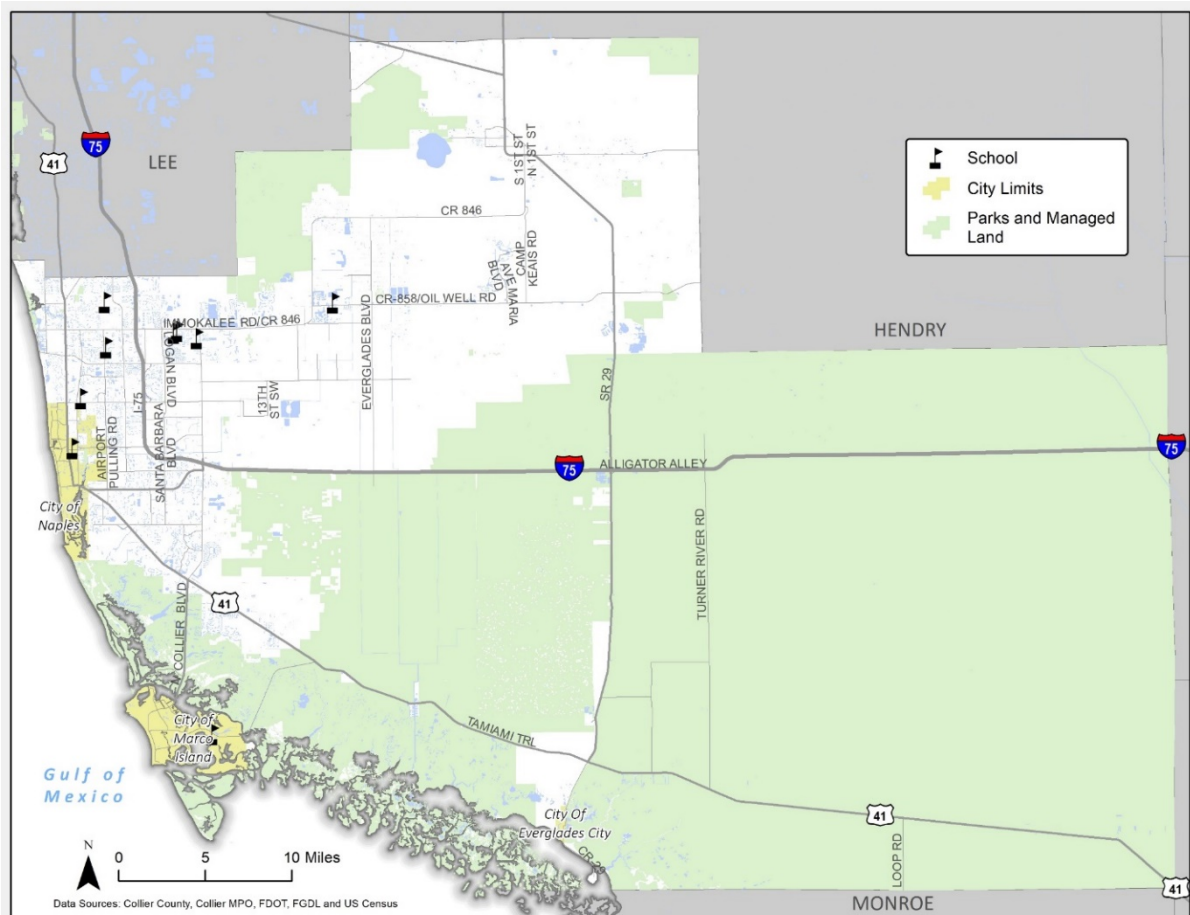 75
41
LEE
S 1ST ST
N 1ST ST
School
City Limits
Parks and Managed
Land
CR 846
CAMP
KEAIS RD
AVE MARIA
BLVD
CR-858/OIL WELL RD
IMMOKALEE RD/CR 846
EVERGLADES BLVD
HENDRY
LOGAN BLVD
I-75
13TH
ST SW
SR 29
AIRPORT
PULLING RD
SANTA BARBARA
BLVD
75
ALLIGATOR ALLEY
75
City of
Naples
TURNER RIVER RD
41
COLLIER BLVD
City of
Marco
Island
TAMIAMI TRL
Gulf of
Mexico
City Of
Everglades City
41
CR 29
LOOP RD
N
0 5 10 Miles
41
MONROE
Data Sources: Collier County, Collier MPO, FDOT, FGDL and US Census